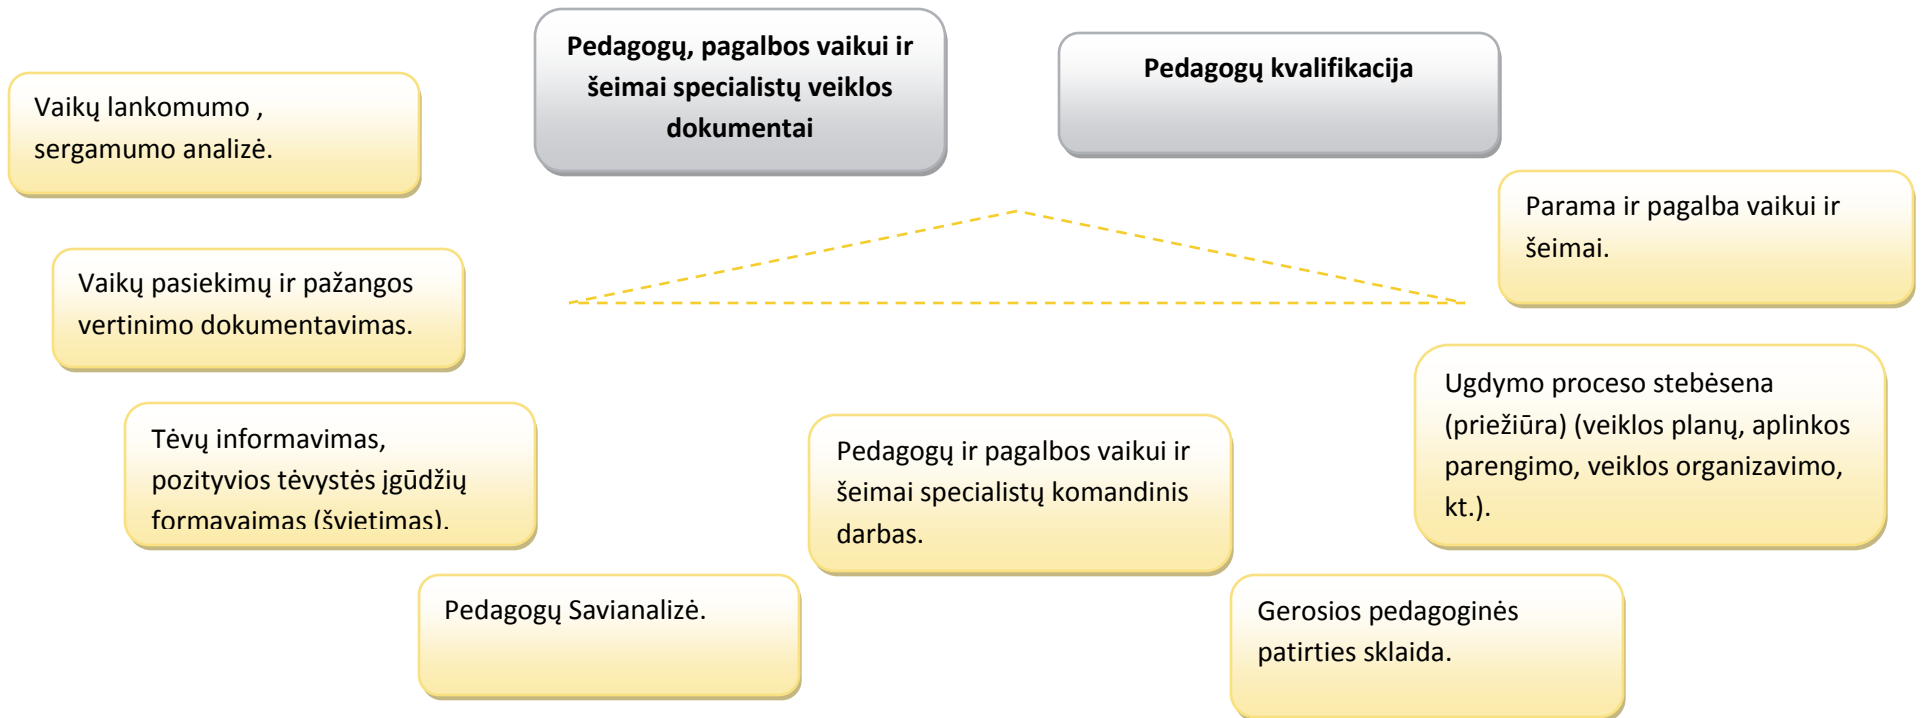 Pedagogų, pagalbos vaikui ir
šeimai specialistų veiklos
dokumentai
Pedagogų kvalifikacija
Vaikų lankomumo ,
sergamumo analizė.
Parama ir pagalba vaikui ir
šeimai.
Vaikų pasiekimų ir pažangos
vertinimo dokumentavimas.
Ugdymo proceso stebėsena
(priežiūra) (veiklos planų, aplinkos
parengimo, veiklos organizavimo,
kt.).
Tėvų informavimas,
pozityvios tėvystės įgūdžių
formavaimas (švietimas).
Pedagogų ir pagalbos vaikui ir
šeimai specialistų komandinis
darbas.
Pedagogų Savianalizė.
Gerosios pedagoginės
patirties sklaida.